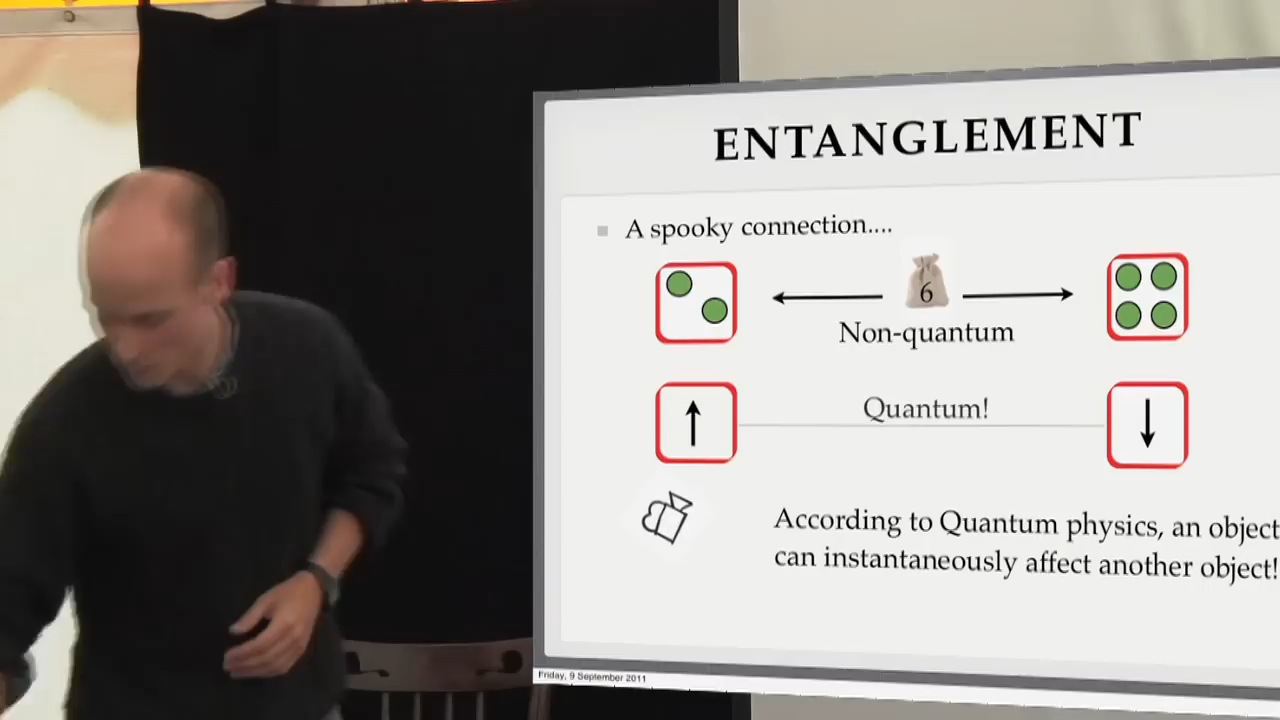 ENTANGLEMENT
A spooky connection....
6
Non-quantum
Quantum!
According to Quantum physics, an object
can instantaneously affect another object!
Friday, 9 September 2011